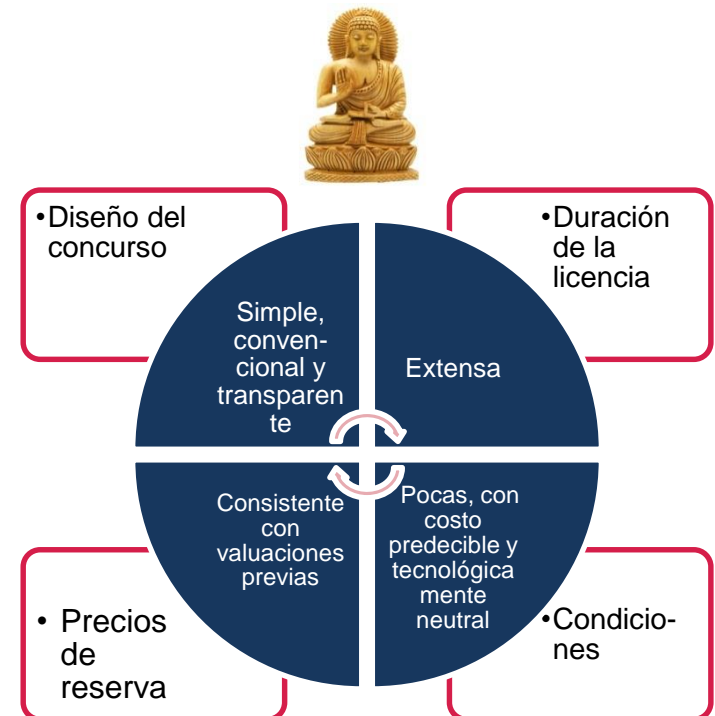 •Diseño del
concurso
•Duración
de la
licencia
Simple,
conven-
cional y
transparen
te
Extensa
Consistente
con
valuaciones
previas
Pocas, con
costo
predecible y
tecnológica
mente
neutral
• Precios
de
reserva
•Condicio-
nes